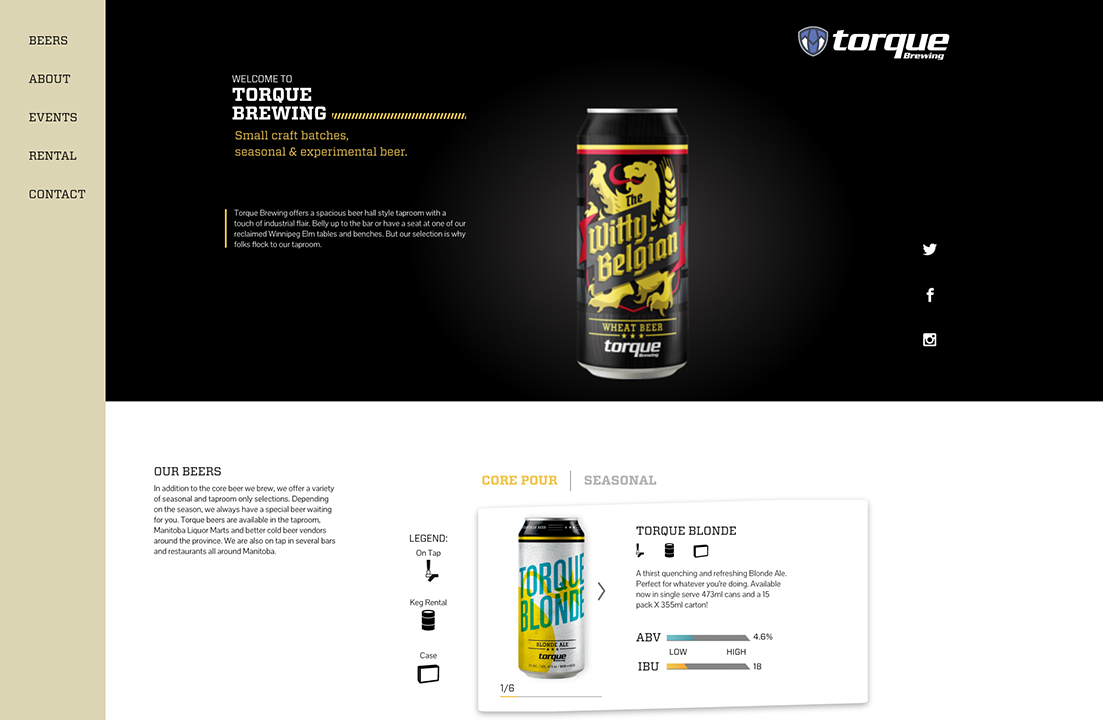 BEERS
ABOUT
EVENTS
RENTAL
CONTACT
torque
Brewing
WELCOME TO
TORQUE
BREWING
Small craft batches,
seasonal & experimental beer.
Torque Brewing offers a spacious beer hall style taproom with a
touch of industrial flair. Belly up to the bar or have a seat at one of our
reclaimed Winnipeg Elm tables and benches. But our selection is why
folks flock to our taproom.
The
Witty
Belgian
WHEAT BEER
torque
Brewing
OUR BEERS
In addition to the core beer we brew, we offer a variety
of seasonal and taproom only selections. Depending
on the season, we always have a special beer waiting
for you. Torque beers are available in the taproom,
Manitoba Liquor Marts and better cold beer vendors
around the province. We are also on tap in several bars
and restaurants all around Manitoba.
LEGEND:
On Tap
Keg Rental
Case
CORE POUR
SEASONAL
TORQUE
BLONDE
BLONDE ALE
torque
Brewing
1/6
TORQUE BLONDE
A thirst quenching and refreshing Blonde Ale.
Perfect for whatever you're doing. Available
now in single serve 473ml cans and a 15
pack X 355ml carton!
ABV
4.6%
LOW HIGH
IBU
18